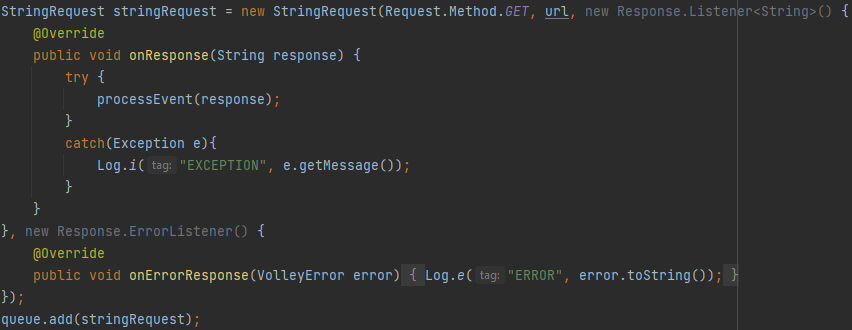 StringRequest stringRequest = new StringRequest(Request.Method.GET, url, new Response.Listener<String>() {
    @Override
    public void onResponse(String response) {
        try {
            processEvent(response);
        }
        catch(Exception e){
            Log.i( tag: "EXCEPTION", e.getMessage());
        }
    }
}, new Response.ErrorListener() {
    @Override
    public void onErrorResponse(VolleyError error) { Log.e( tag: "ERROR", error.toString()); }
});
queue.add(stringRequest);